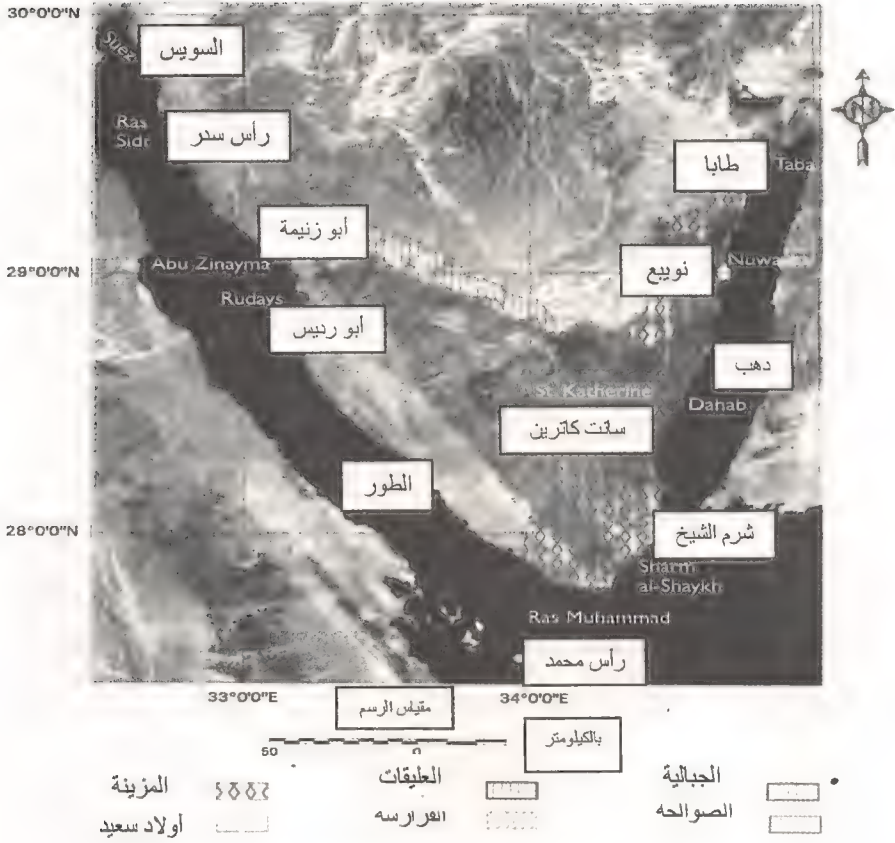 30°0'0"N
السويس
Suez
Ras
Sidr
رأس سدر
طابا
Taba
أبو زنيمة
Abu Zinayma
29°0'0"N
نويبع
Nuwa
Rudays
أبو رديس
دهب
Dahab
St. Katherine
سانت كاترين
الطور
28°0'0"N
شرم الشيخ
Sharm
al-Shaykh
Ras Muhammad
رأس محمد
33°0'0"E
34°0'0"E
مقياس الرسم
بالكيلومتر
50 0
الجبالية العليقات المزينة
الصوالحه القرارسه أولاد سعيد